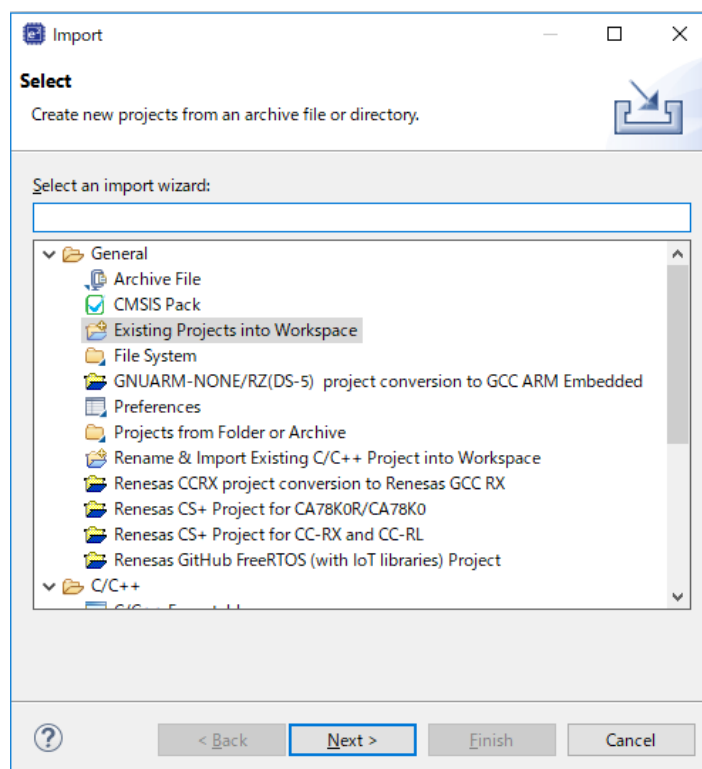 Import
Select
Create new projects from an archive file or directory.
Select an import wizard:
General
Archive File
CMSIS Pack
Existing Projects into Workspace
File System
GNUARM-NONE/RZ(DS-5) project conversion to GCC ARM Embedded
Preferences
Projects from Folder or Archive
Rename & Import Existing C/C++ Project into Workspace
Renesas CCRX project conversion to Renesas GCC RX
Renesas CS+ Project for CA78K0R/CA78K0
Renesas CS+ Project for CC-RX and CC-RL
Renesas GitHub FreeRTOS (with IoT libraries) Project
C/C++
< Back Next > Finish Cancel